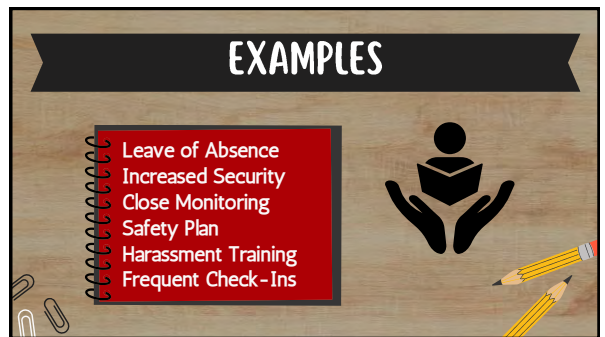 EXAMPLES
Leave of Absence
Increased Security
Close Monitoring
Safety Plan
Harassment Training
Frequent Check-Ins